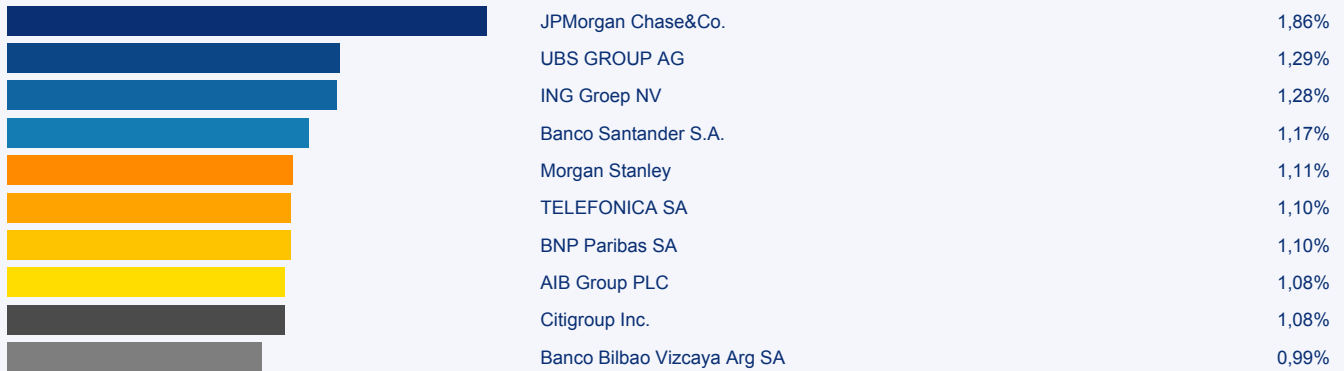 JPMorgan Chase&Co. 1,86%
UBS GROUP AG 1,29%
ING Groep NV 1,28%
Banco Santander S.A. 1,17%
Morgan Stanley 1,11%
TELEFONICA SA 1,10%
BNP Paribas SA 1,10%
AIB Group PLC 1,08%
Citigroup Inc. 1,08%
Banco Bilbao Vizcaya Arg SA 0,99%